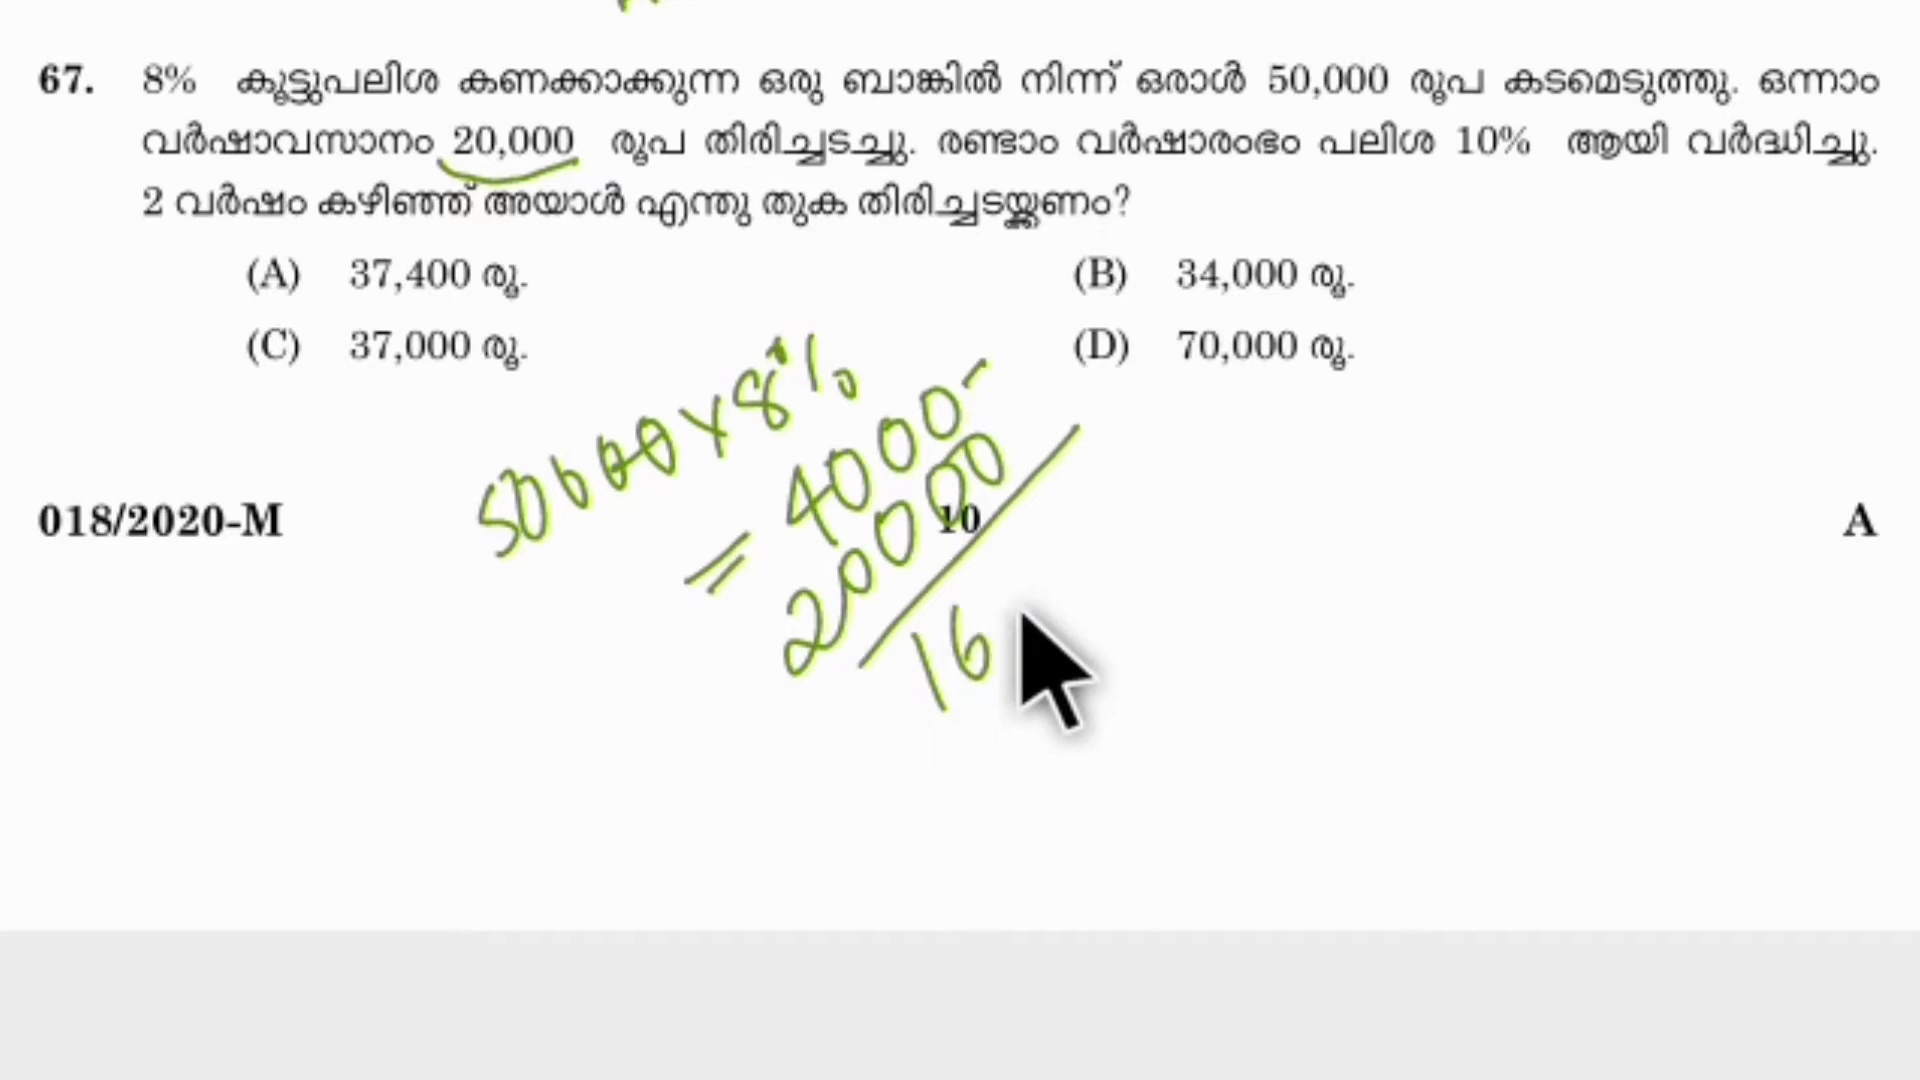 67. 8% കൂട്ടുപലിശ കണക്കാക്കുന്ന ഒരു ബാങ്കിൽ നിന്ന് ഒരാൾ 50,000 രൂപ കടമെടുത്തു. ഒന്നാം
വർഷാവസാനം 20,000 രൂപ തിരിച്ചടച്ചു. രണ്ടാം വർഷാരംഭം പലിശ 10% ആയി വർദ്ധിച്ചു.
2 വർഷം കഴിഞ്ഞ് അയാൾ എന്തു തുക തിരിച്ചടയ്ക്കണം?
(A) 37,400 രൂ. (B) 34,000 രൂ.
(C) 37,000 രൂ. (D) 70,000 രൂ.
50000 x 8%
= 4000
20000
16
018/2020-M 10 A